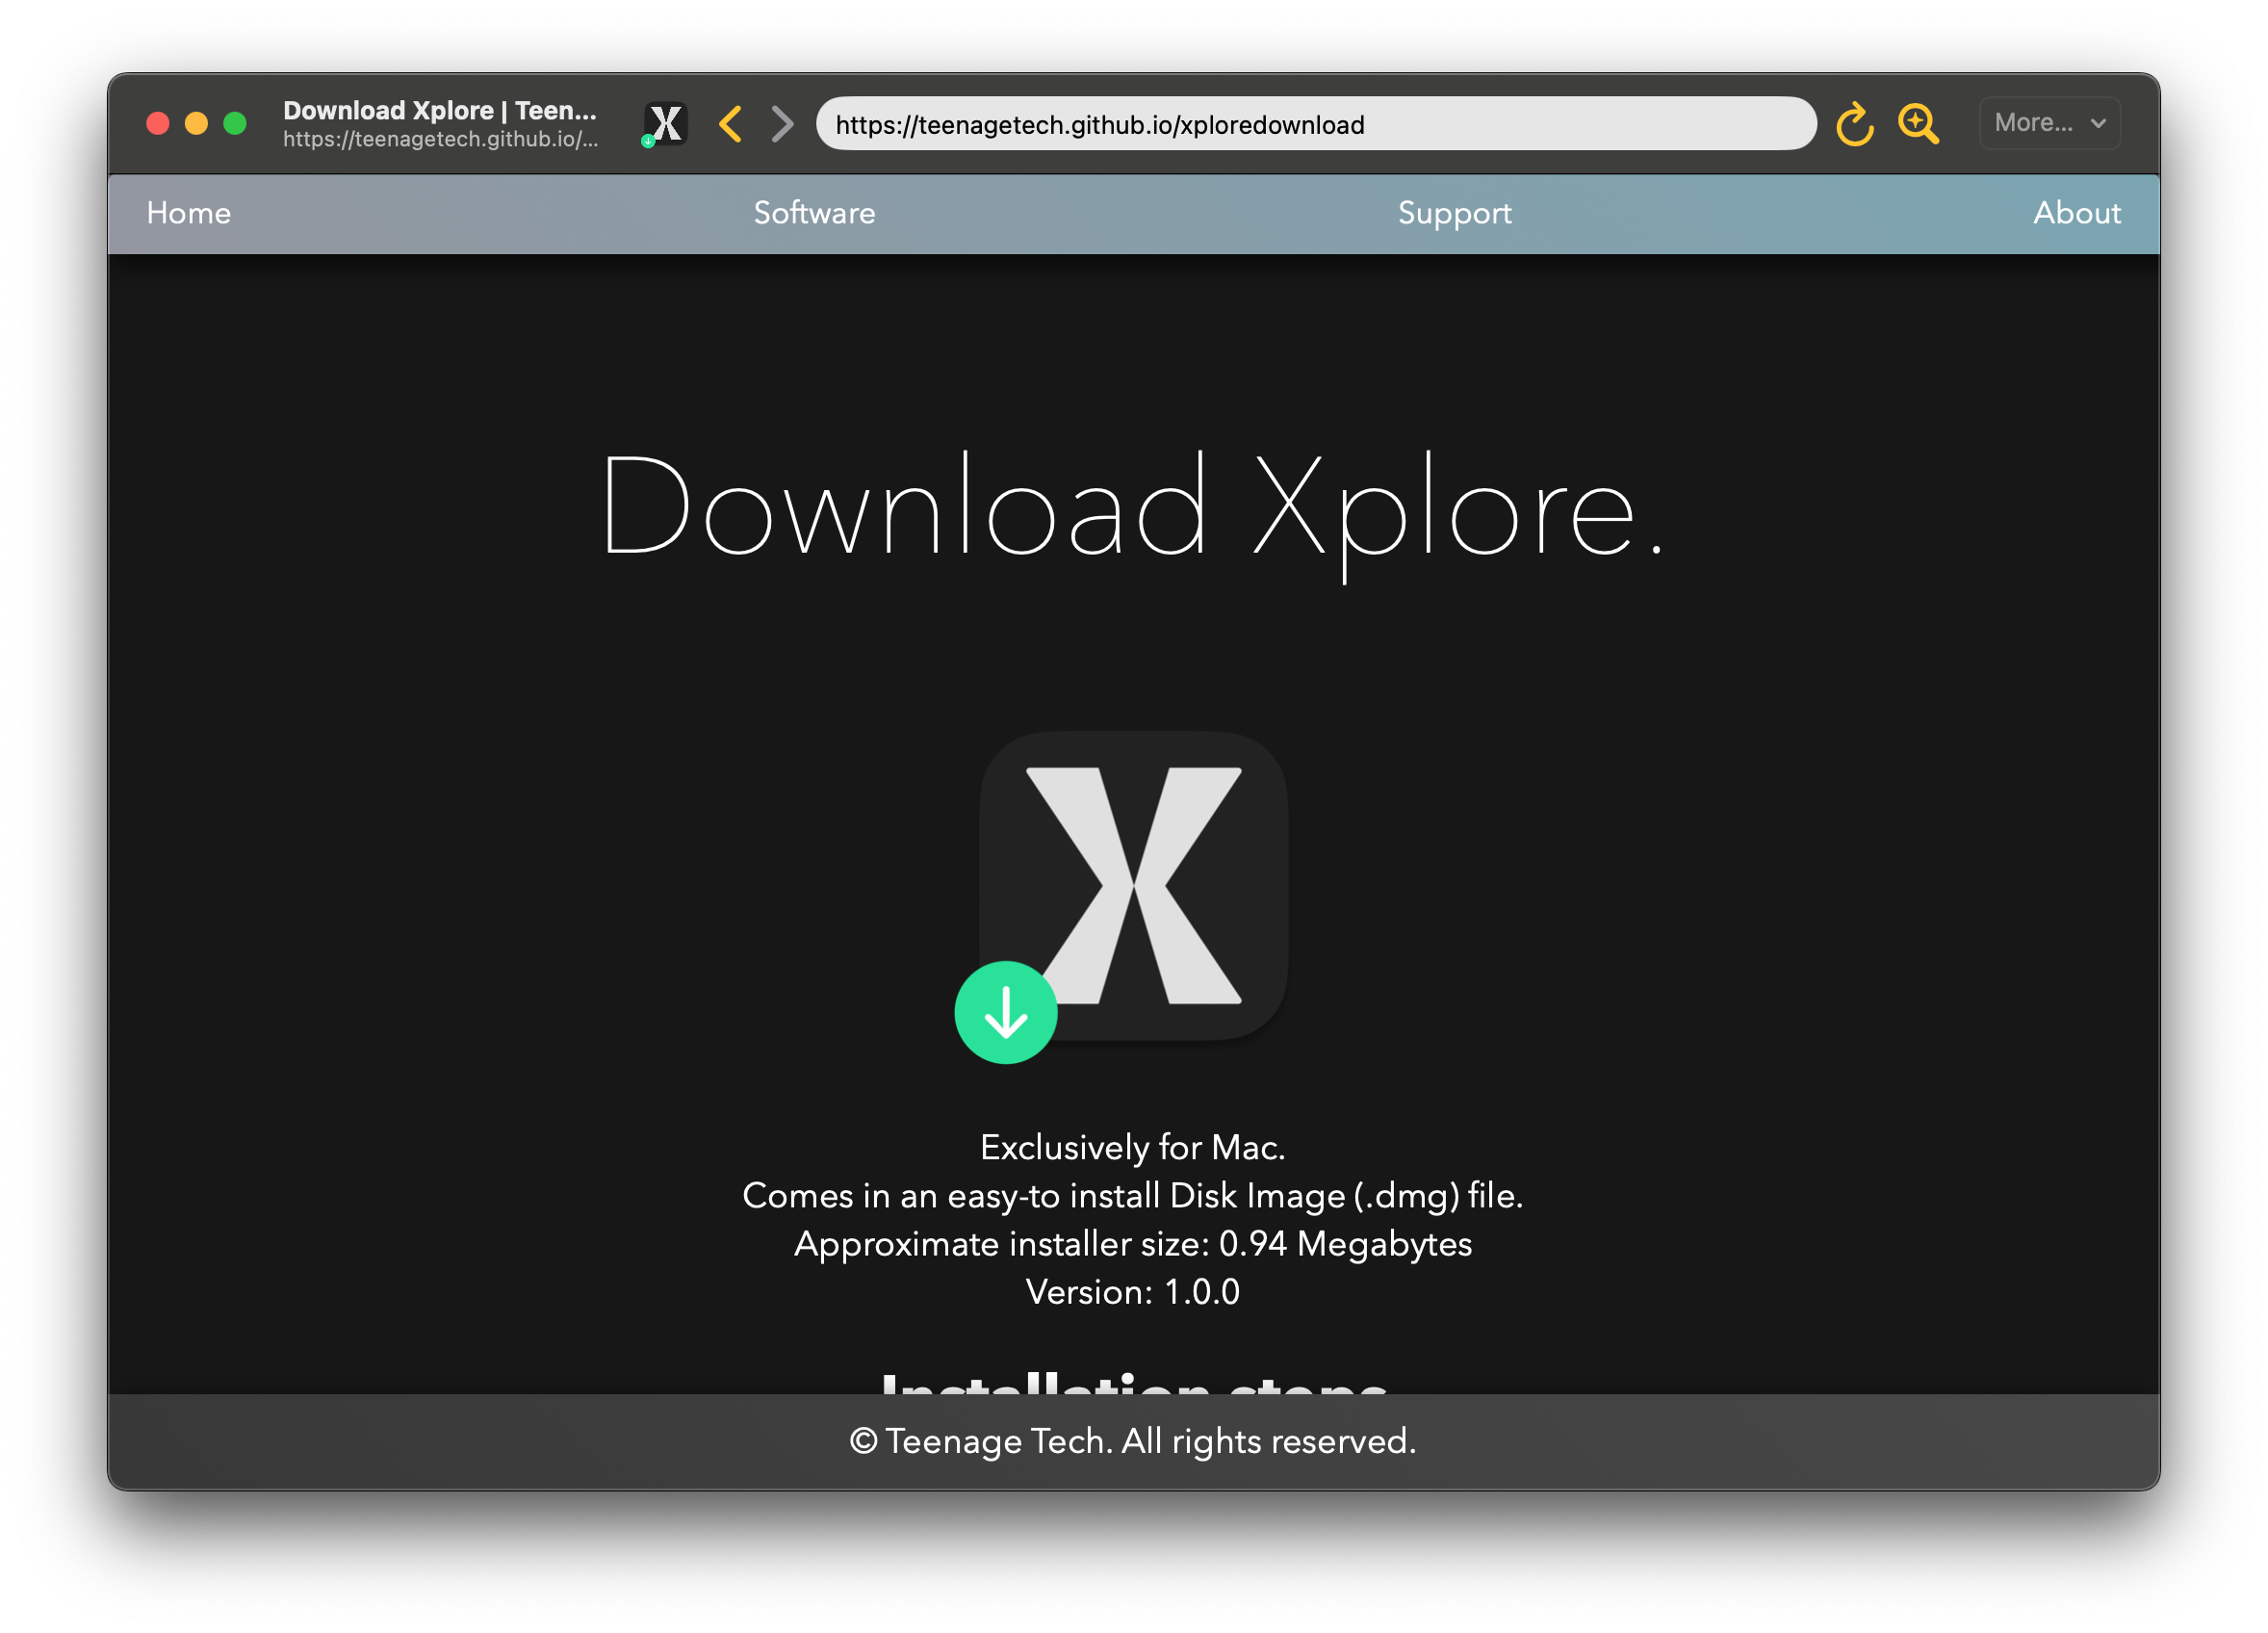 Download Xplore | Teen...
https://teenagetech.github.io/...
X
https://teenagetech.github.io/xploredownload
More...
Home
Software
Support
About
Download Xplore.
X
Exclusively for Mac.
Comes in an easy-to install Disk Image (.dmg) file.
Approximate installer size: 0.94 Megabytes
Version: 1.0.0
Installation steps
© Teenage Tech. All rights reserved.